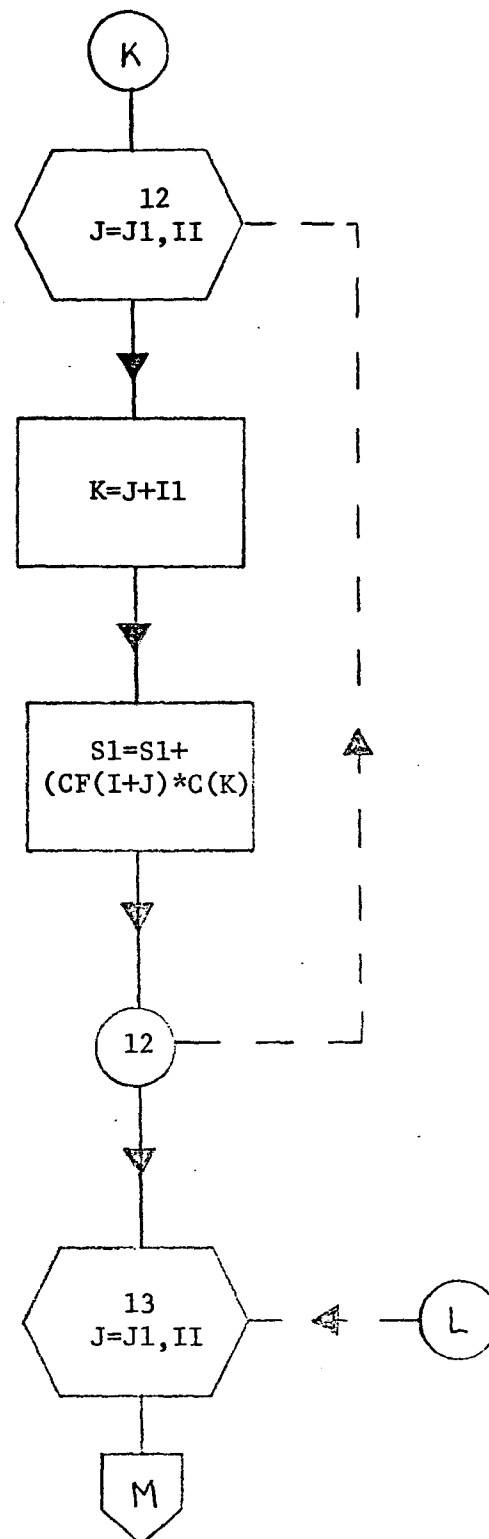 K
12
J=J1,II
K=J+I1
S1=S1+
(CF(I+J)*C(K)
12
13
J=J1,II
L
M